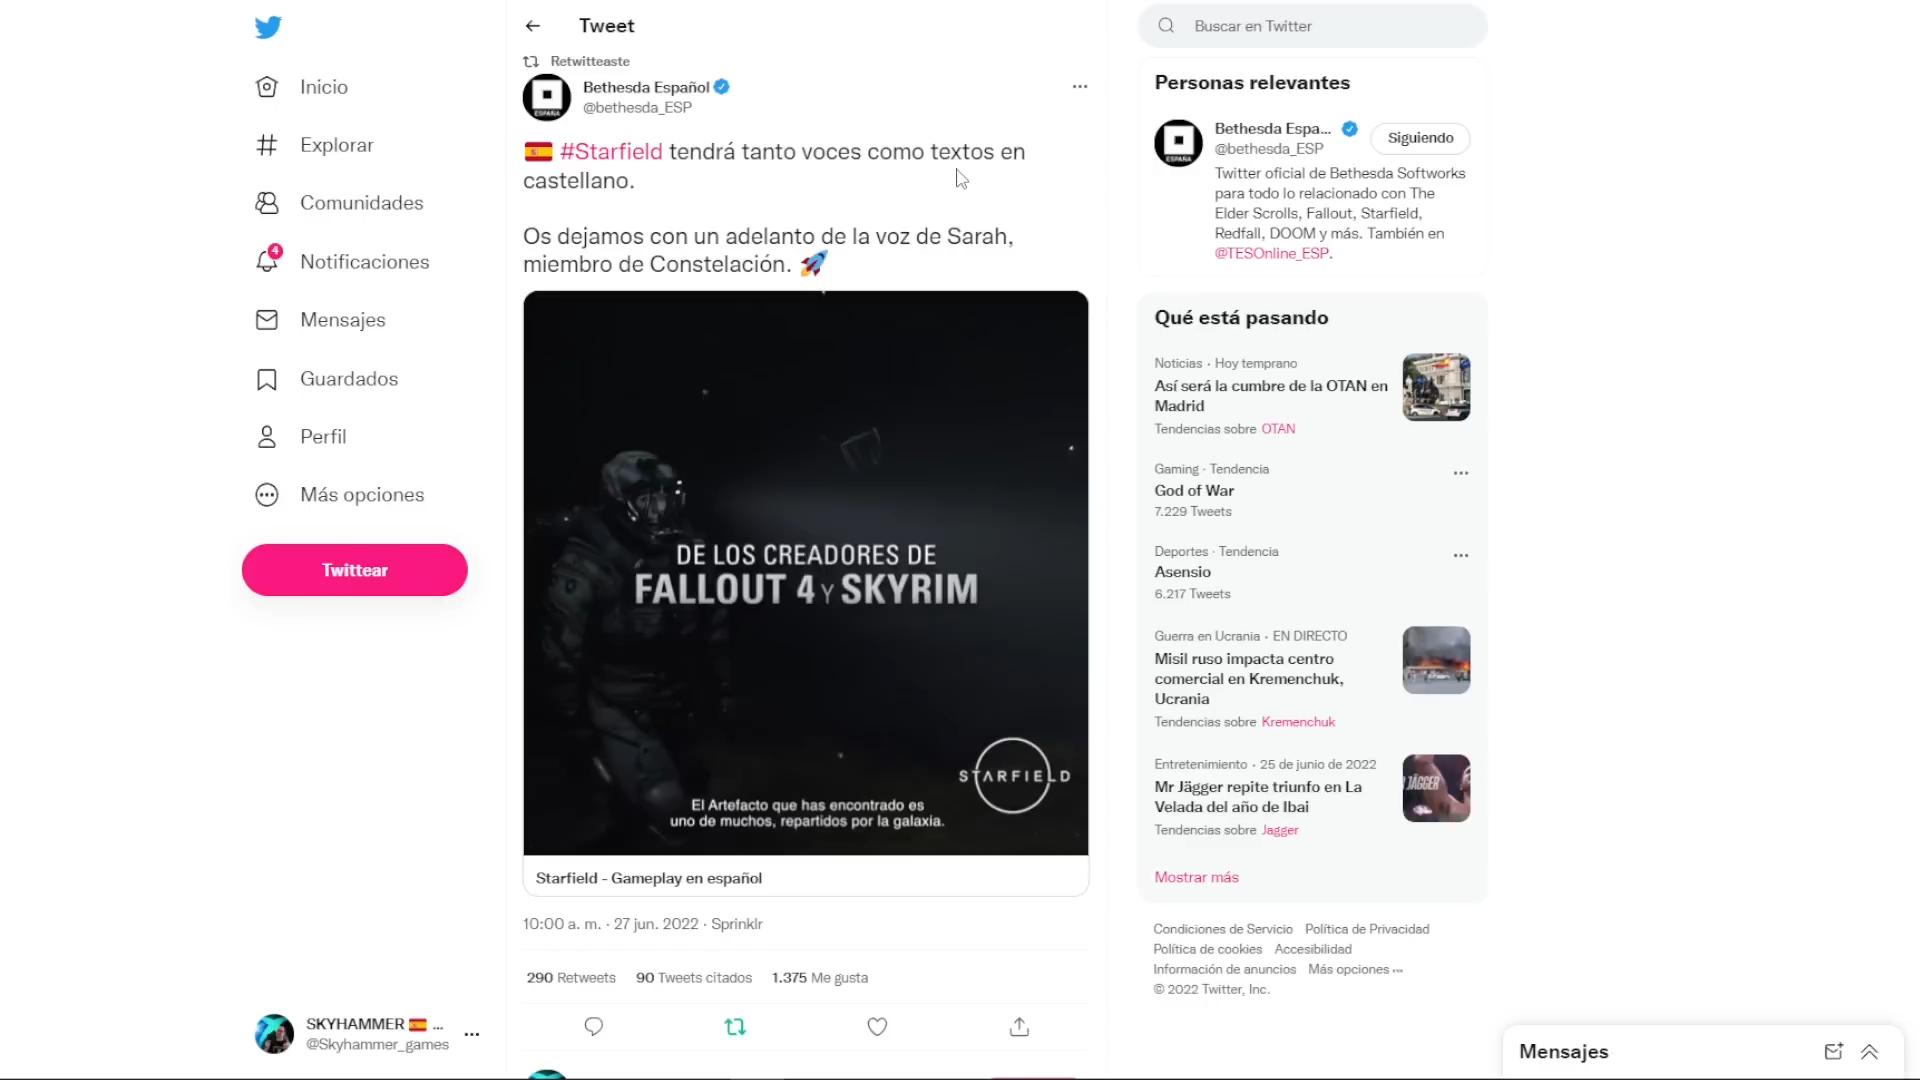 Inicio
Explorar
Comunidades
4
Notificaciones
Mensajes
Guardados
Perfil
Más opciones
Twittear
SKYHAMMER 🇪🇸 ...
@Skyhammer_games
Tweet
Retwitteaste
ESPAÑA
Bethesda Español
@bethesda_ESP
🇪🇸 #Starfield tendrá tanto voces como textos en
castellano.
Os dejamos con un adelanto de la voz de Sarah,
miembro de Constelación. 🚀
DE LOS CREADORES DE
FALLOUT 4 Y SKYRIM
STARFIELD
El Artefacto que has encontrado es
uno de muchos, repartidos por la galaxia.
Starfield - Gameplay en español
10:00 a. m. · 27 jun. 2022 · Sprinklr
290 Retweets 90 Tweets citados 1.375 Me gusta
Buscar en Twitter
Personas relevantes
ESPAÑA
Bethesda Espa...
@bethesda_ESP
Siguiendo
Twitter oficial de Bethesda Softworks
para todo lo relacionado con The
Elder Scrolls, Fallout, Starfield,
Redfall, DOOM y más. También en
@TESOnline_ESP.
Qué está pasando
Noticias · Hoy temprano
Así será la cumbre de la OTAN en
Madrid
Tendencias sobre OTAN
Gaming · Tendencia
God of War
7.229 Tweets
Deportes · Tendencia
Asensio
6.217 Tweets
Guerra en Ucrania · EN DIRECTO
Misil ruso impacta centro
comercial en Kremenchuk,
Ucrania
Tendencias sobre Kremenchuk
Entretenimiento · 25 de junio de 2022
Mr Jägger repite triunfo en La
Velada del año de Ibai
Tendencias sobre Jagger
JÄGGER
Mostrar más
Condiciones de Servicio Política de Privacidad
Política de cookies Accesibilidad
Información de anuncios Más opciones ...
© 2022 Twitter, Inc.
Mensajes